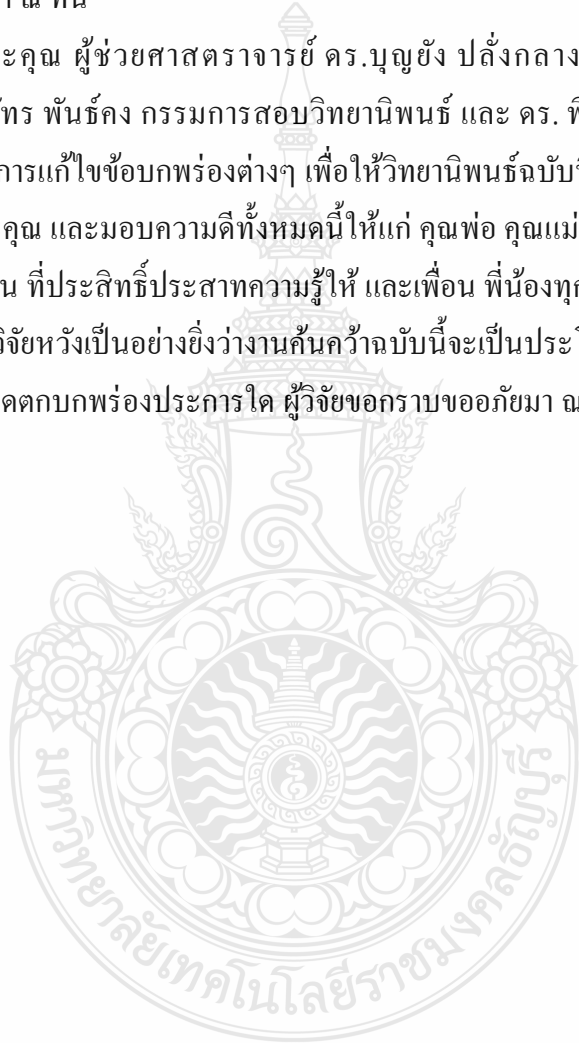 ะคุณ ผู้ช่วยศาสตราจารย์ ดร.บุญยัง ปลั่งกลาง
ัทร พันธ์คง กรรมการสอบวิทยานิพนธ์ และ ดร. พิ
การแก้ไขข้อบกพร่องต่างๆ เพื่อให้วิทยานิพนธ์ฉบับนี
คุณ และมอบความดีทั้งหมดนี้ให้แก่ คุณพ่อ คุณแม่
น ที่ประสิทธิ์ประสาทความรู้ให้ และเพื่อน พี่น้องทุก
วิจัยหวังเป็นอย่างยิ่งว่างานค้นคว้าฉบับนี้จะเป็นประโ
ดตกบกพร่องประการใด ผู้วิจัยขอกราบขออภัยมา ณ
มหาวิทยาลัยเทคโนโลยีราชมงคลธัญบุรี